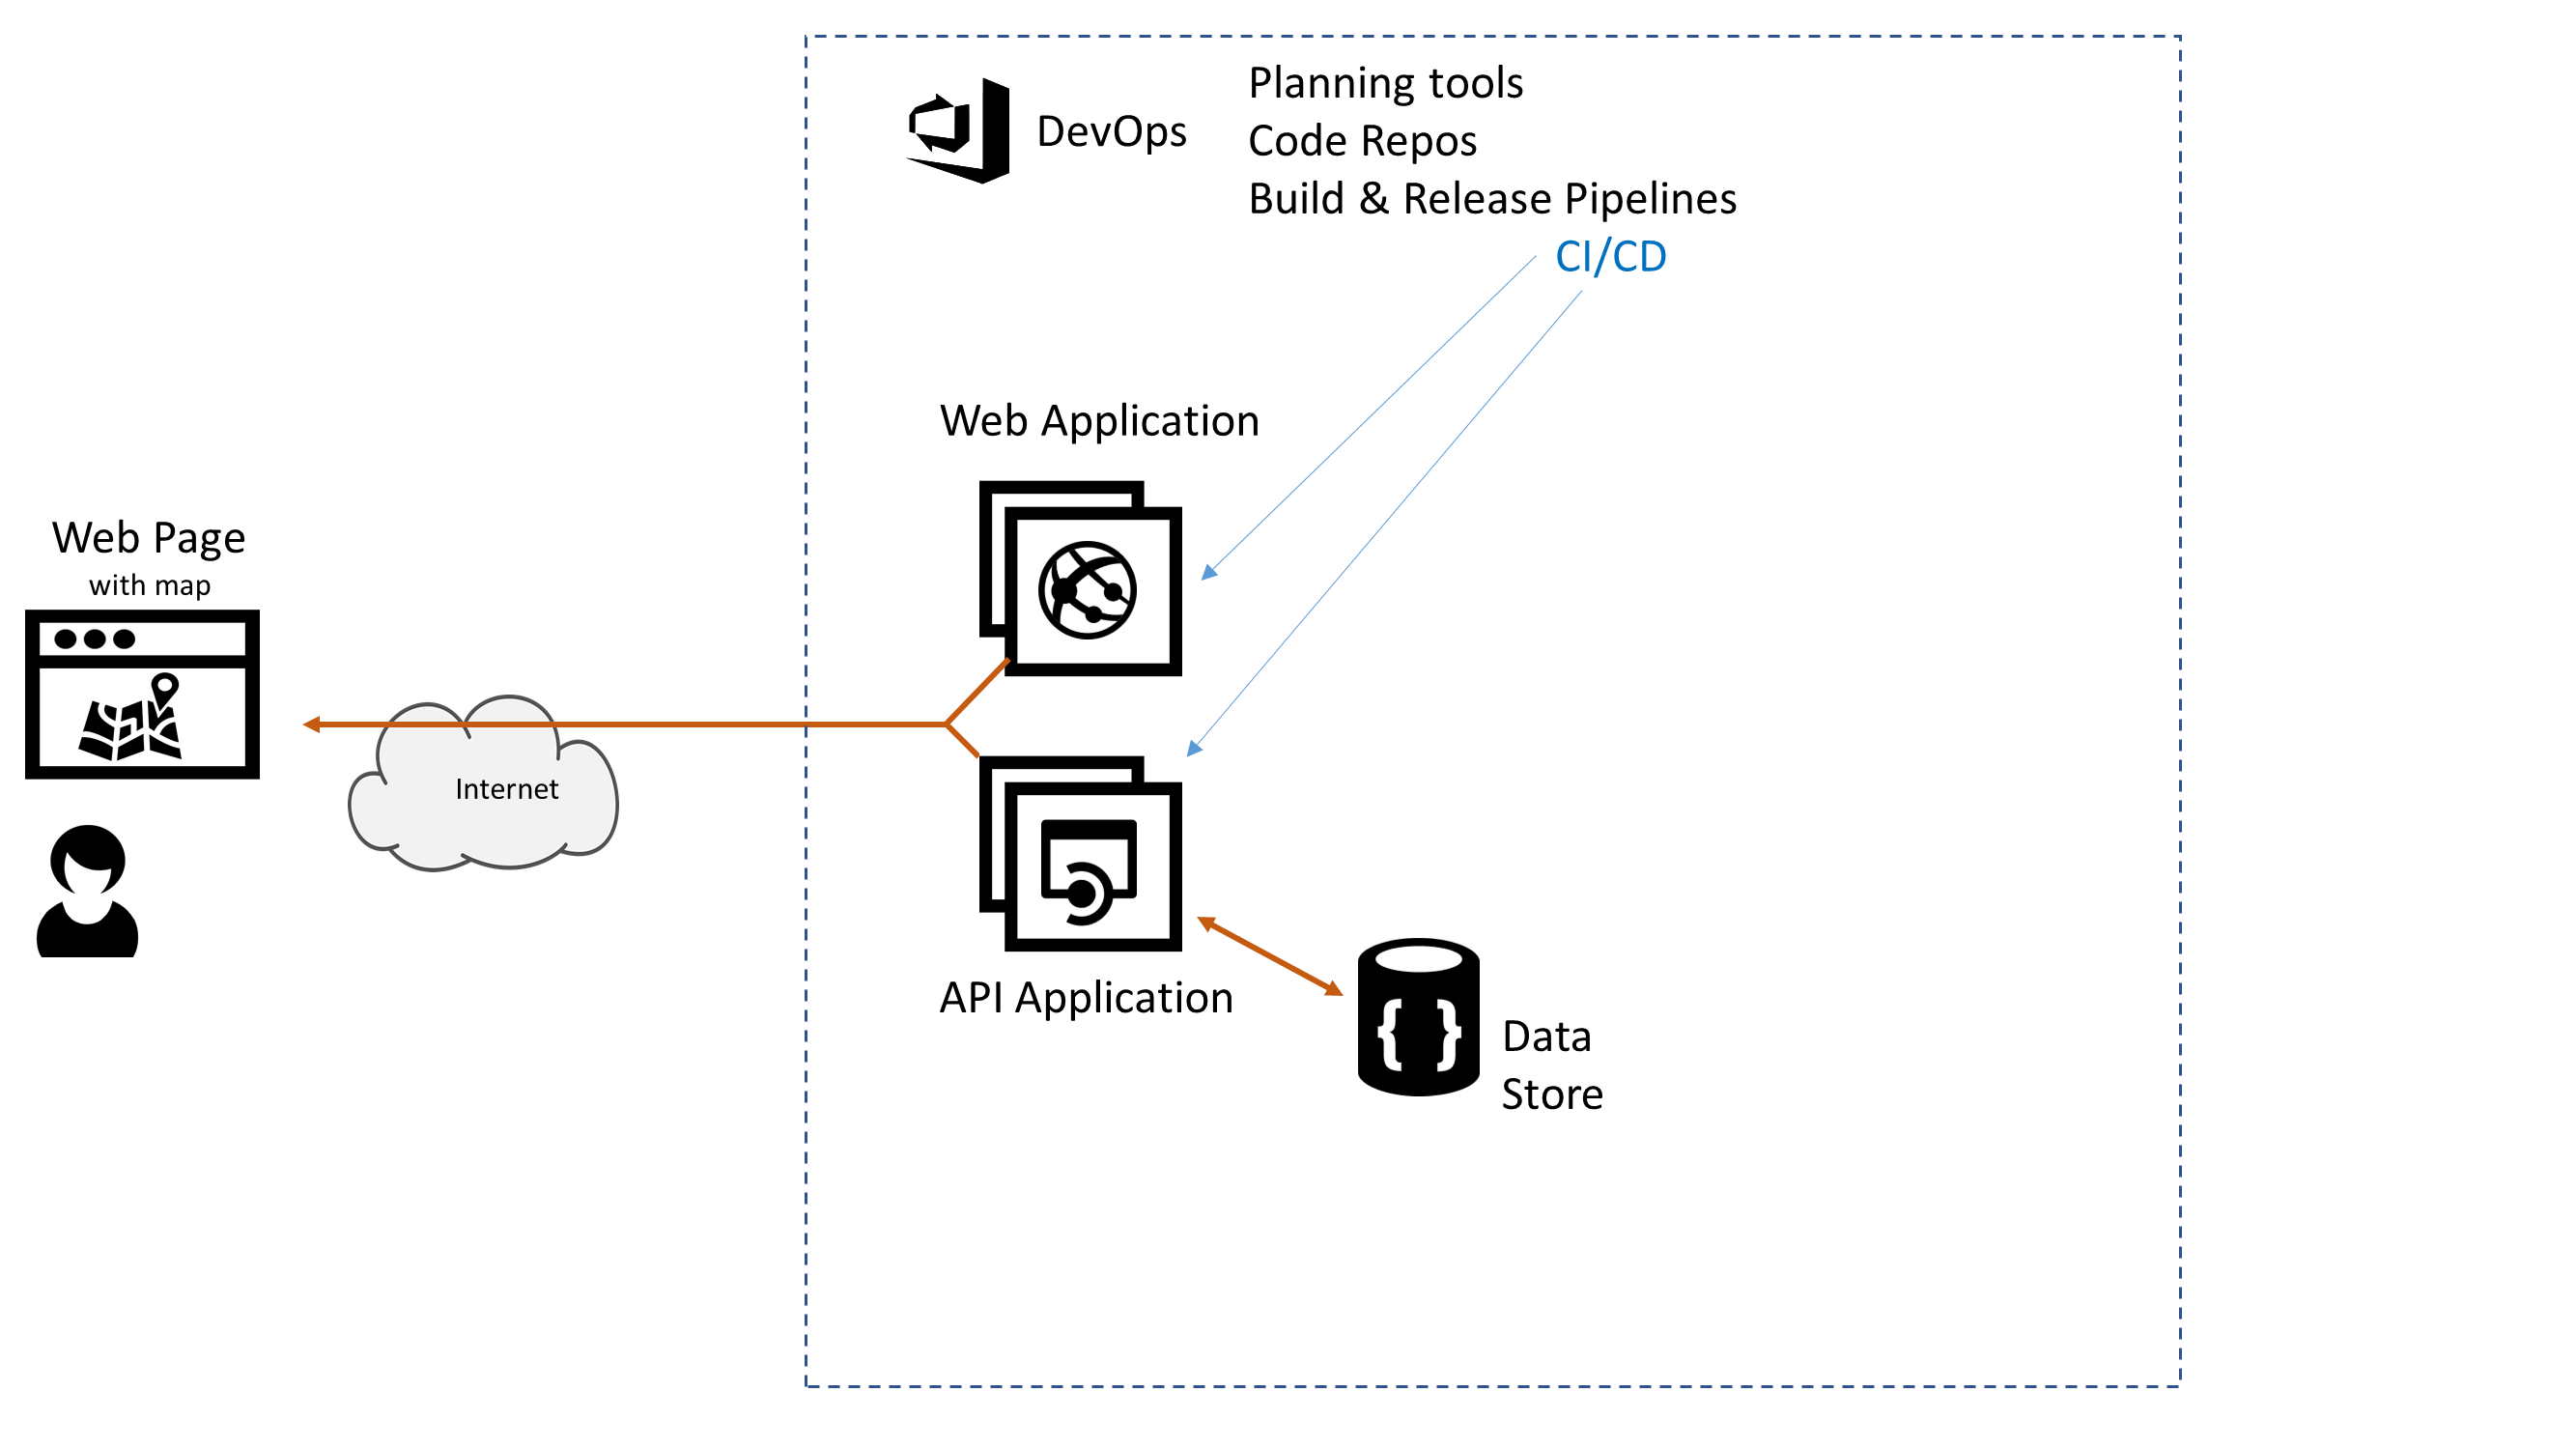 DevOps
Planning tools
Code Repos
Build & Release Pipelines
CI/CD
Web Application
Web Page
with map
Internet
API Application
Data
Store